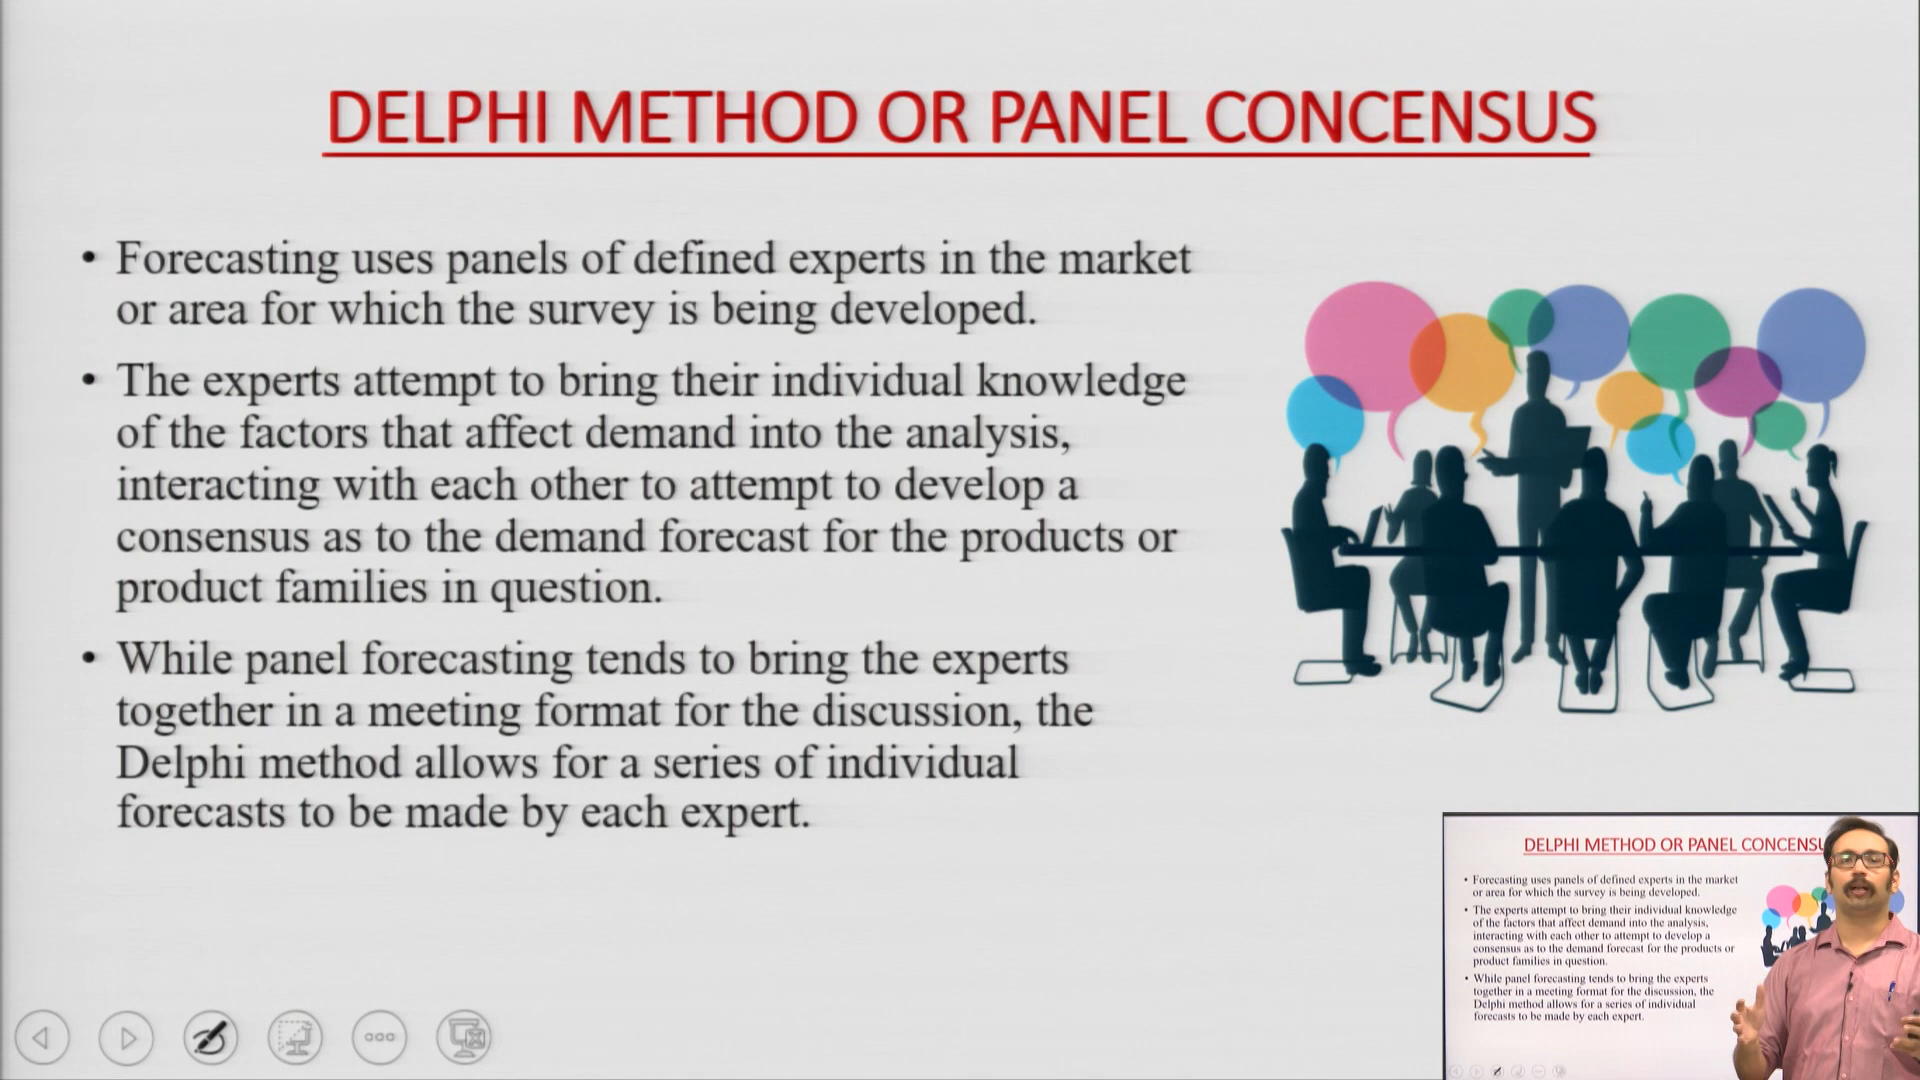 DELPHI METHOD OR PANEL CONCENSUS
• Forecasting uses panels of defined experts in the market
or area for which the survey is being developed.
• The experts attempt to bring their individual knowledge
of the factors that affect demand into the analysis,
interacting with each other to attempt to develop a
consensus as to the demand forecast for the products or
product families in question.
• While panel forecasting tends to bring the experts
together in a meeting format for the discussion, the
Delphi method allows for a series of individual
forecasts to be made by each expert.
DELPHI METHOD OR PANEL CONCENSU
• Forecasting uses panels of defined experts in the market
or area for which the survey is being developed.
• The experts attempt to bring their individual knowledge
of the factors that affect demand into the analysis,
interacting with each other to attempt to develop a
consensus as to the demand forecast for the products or
product families in question.
• While panel forecasting tends to bring the experts
together in a meeting format for the discussion, the
Delphi method allows for a series of individual
forecasts to be made by each expert.